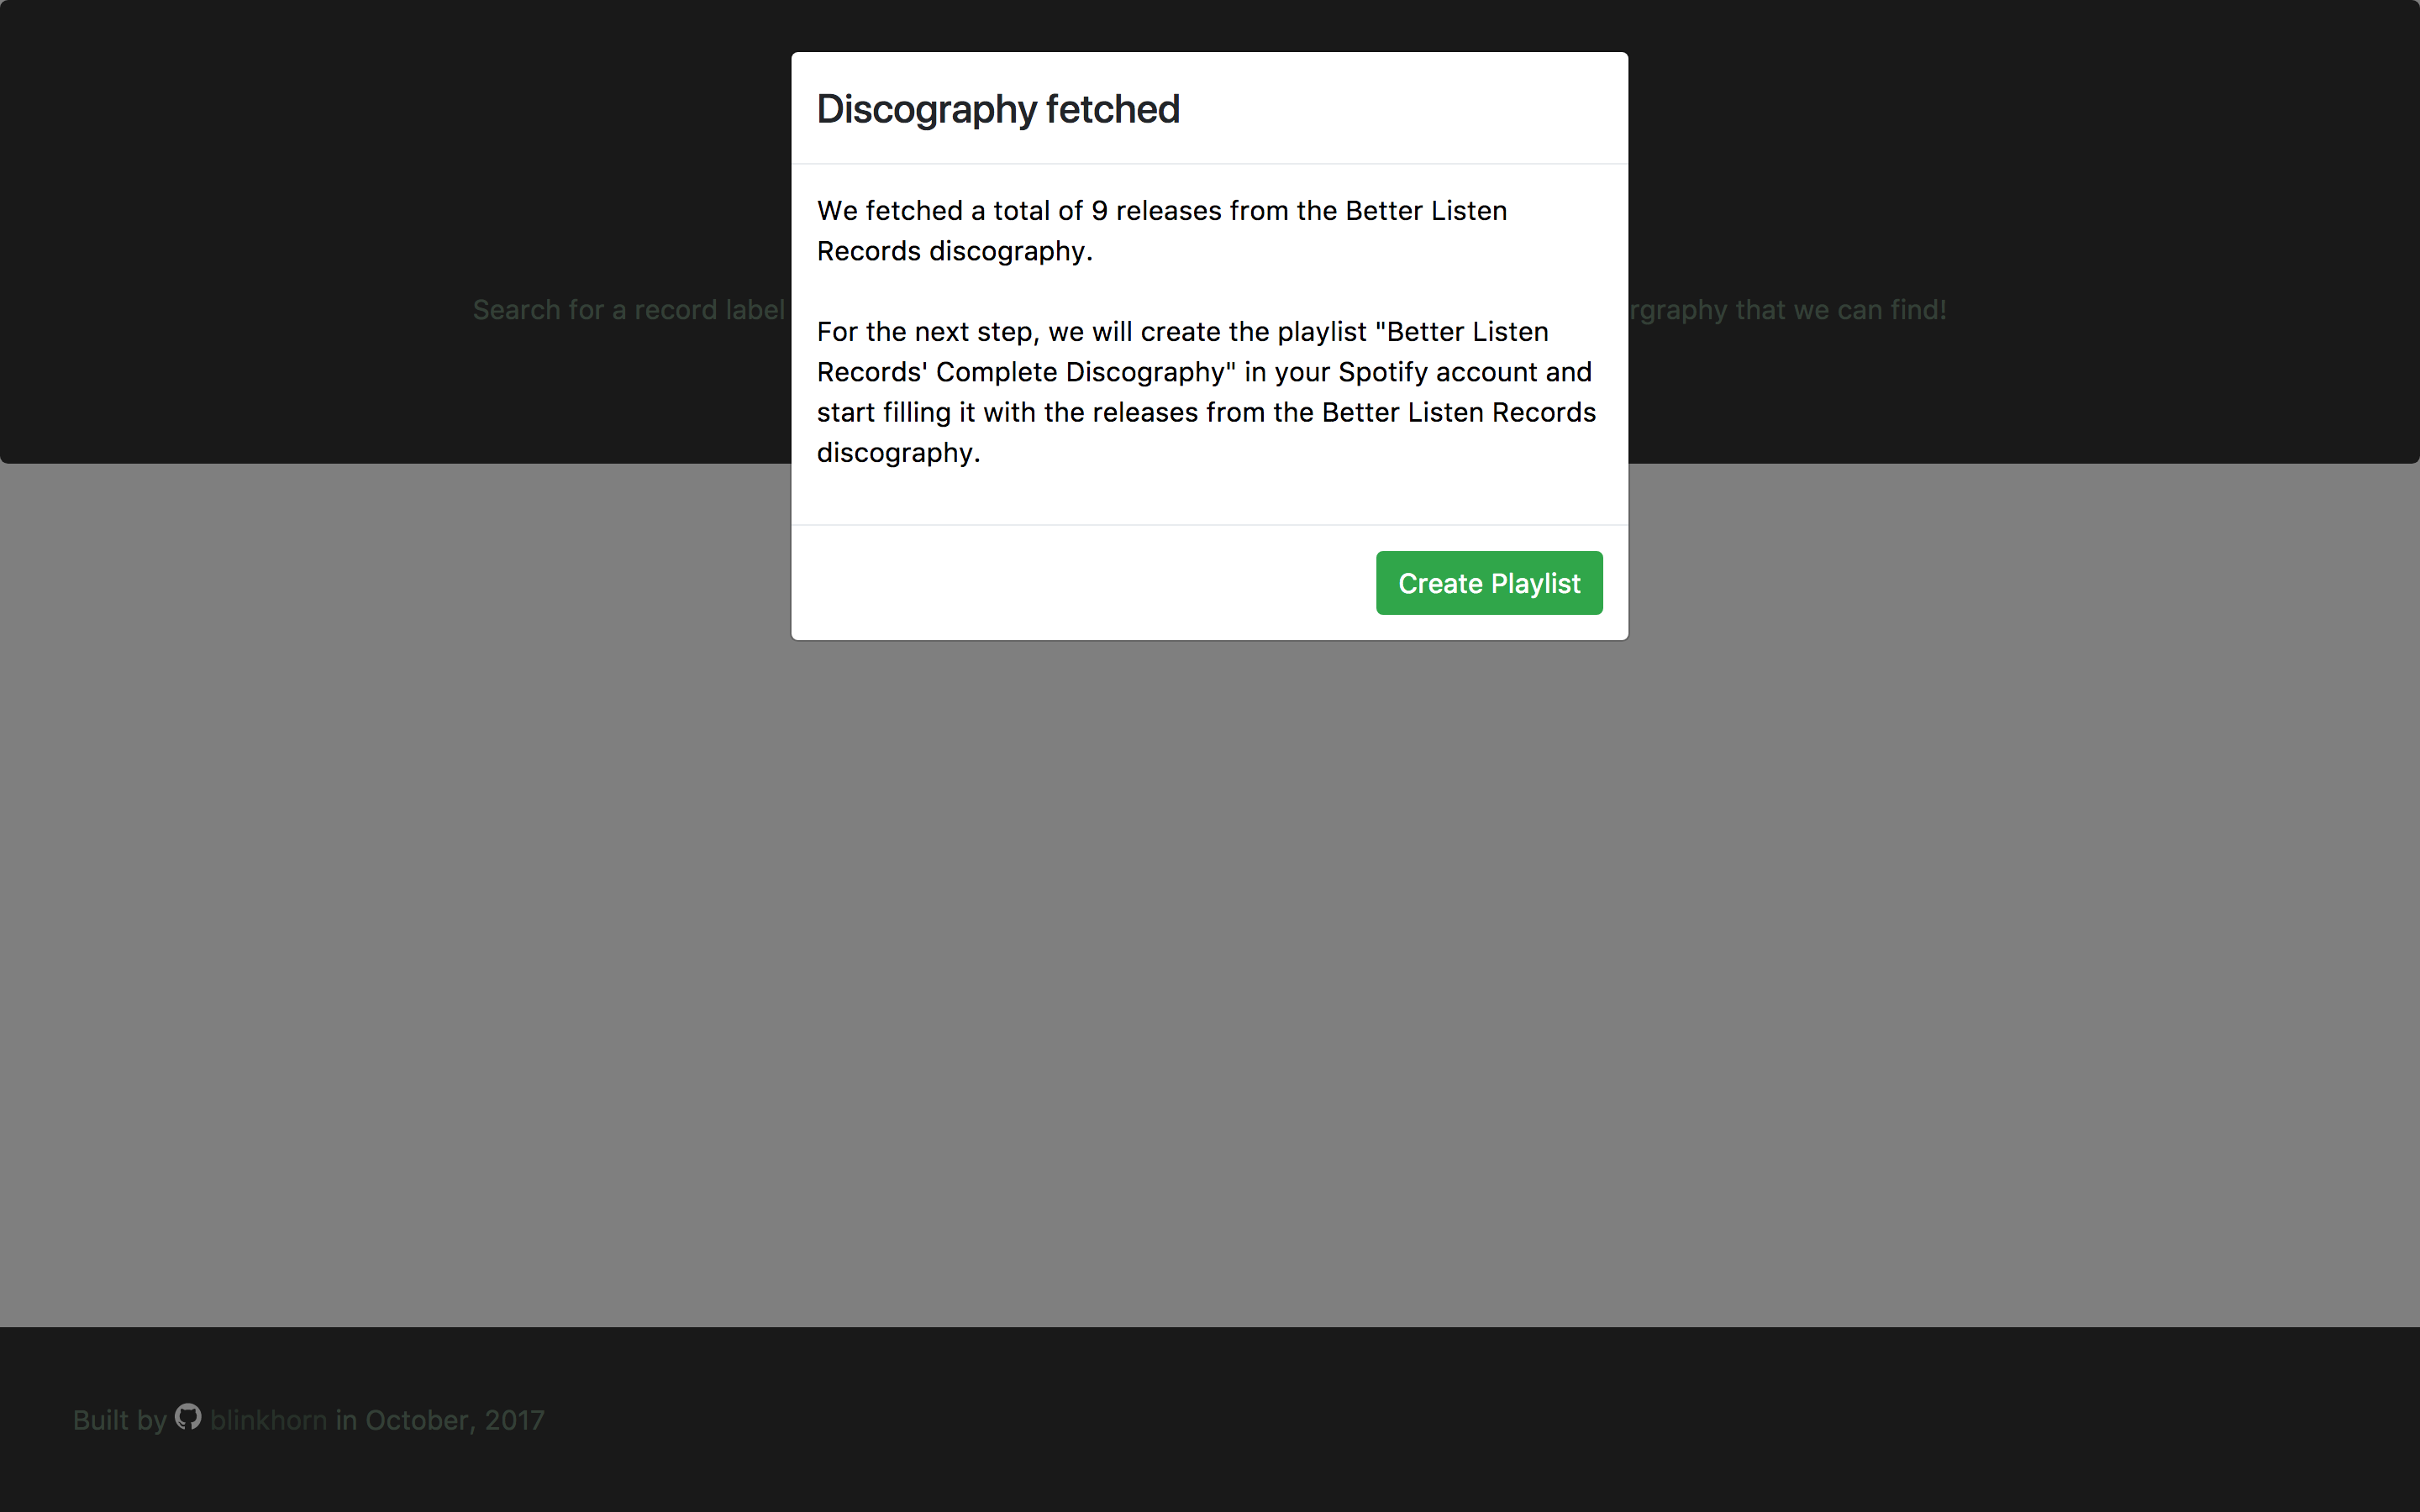 Discography fetched
We fetched a total of 9 releases from the Better Listen
Records discography.
Search for a record label
rgraphy that we can find!
For the next step, we will create the playlist "Better Listen
Records' Complete Discography" in your Spotify account and
start filling it with the releases from the Better Listen Records
discography.
Create Playlist
Built by blinkhorn in October, 2017